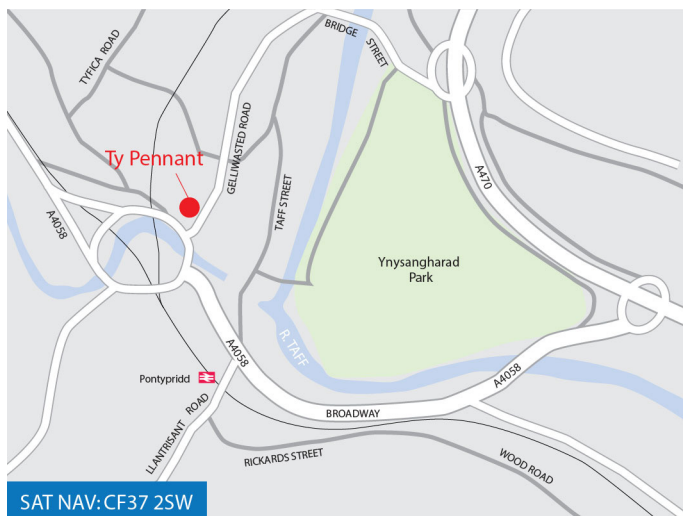 BRIDGE
STREET
TYFICA ROAD
GELLIWASTED ROAD
Ty Pennant
A470
A4058
TAFF STREET
Ynysangharad
Park
R. TAFF
A4058
A4058
Pontypridd
BROADWAY
LLANTRISANT ROAD
RICKARDS STREET
WOOD ROAD
SAT NAV: CF37 2SW